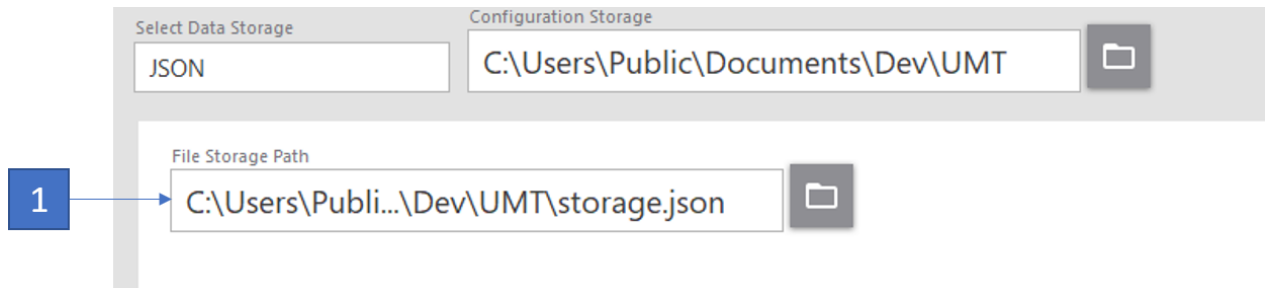 Select Data Storage
Configuration Storage
JSON
C:\Users\Public\Documents\Dev\UMT
File Storage Path
1
C:\Users\Publi...\Dev\UMT\storage.json